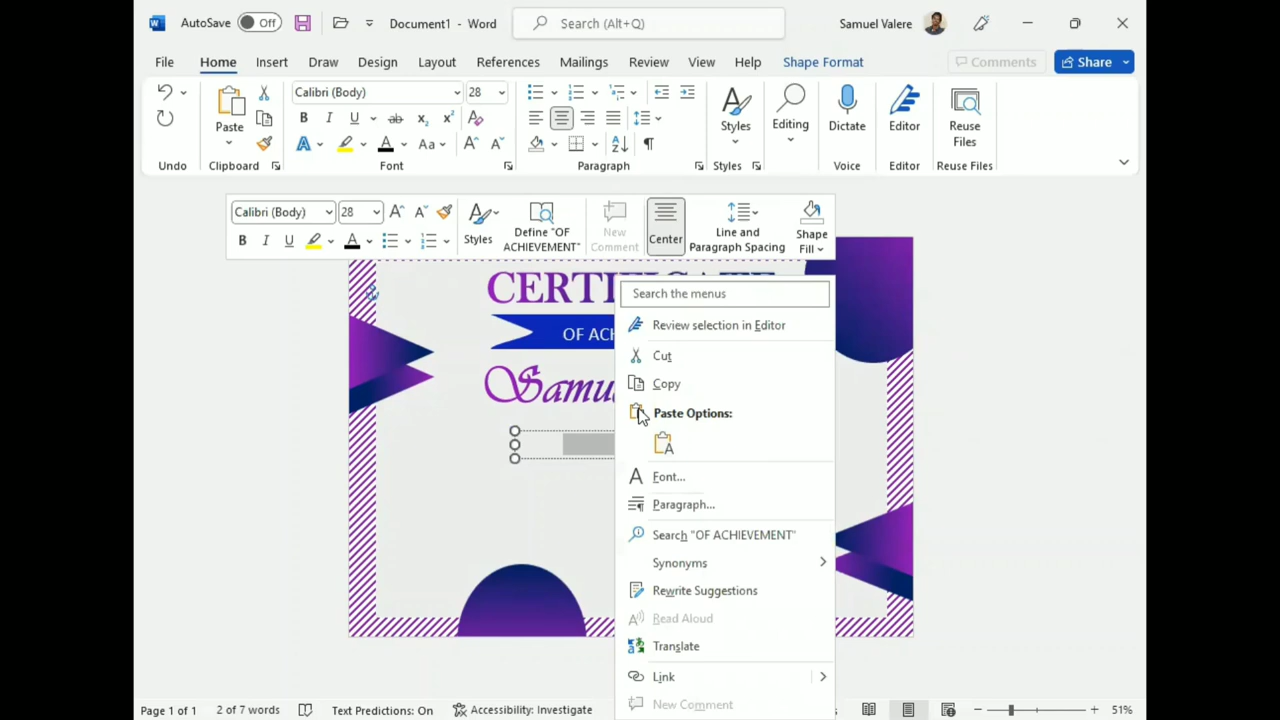 AutoSave Off Document1 - Word Search (Alt+Q) Samuel Valere
File Home Insert Draw Design Layout References Mailings Review View Help Shape Format Comments Share
Calibri (Body) 28
Paste Styles Editing Dictate Editor Reuse Files
Undo Clipboard Font Paragraph Styles Voice Editor Reuse Files
Calibri (Body) 28
Styles Define "OF ACHIEVEMENT" New Comment Center Line and Paragraph Spacing Shape Fill
Search the menus
Review selection in Editor
OF ACH
Cut
Copy
Samu
Paste Options:
Font...
Paragraph...
Search "OF ACHIEVEMENT"
Synonyms
Rewrite Suggestions
Read Aloud
Translate
Link
New Comment
Page 1 of 1 2 of 7 words Text Predictions: On Accessibility: Investigate 51%